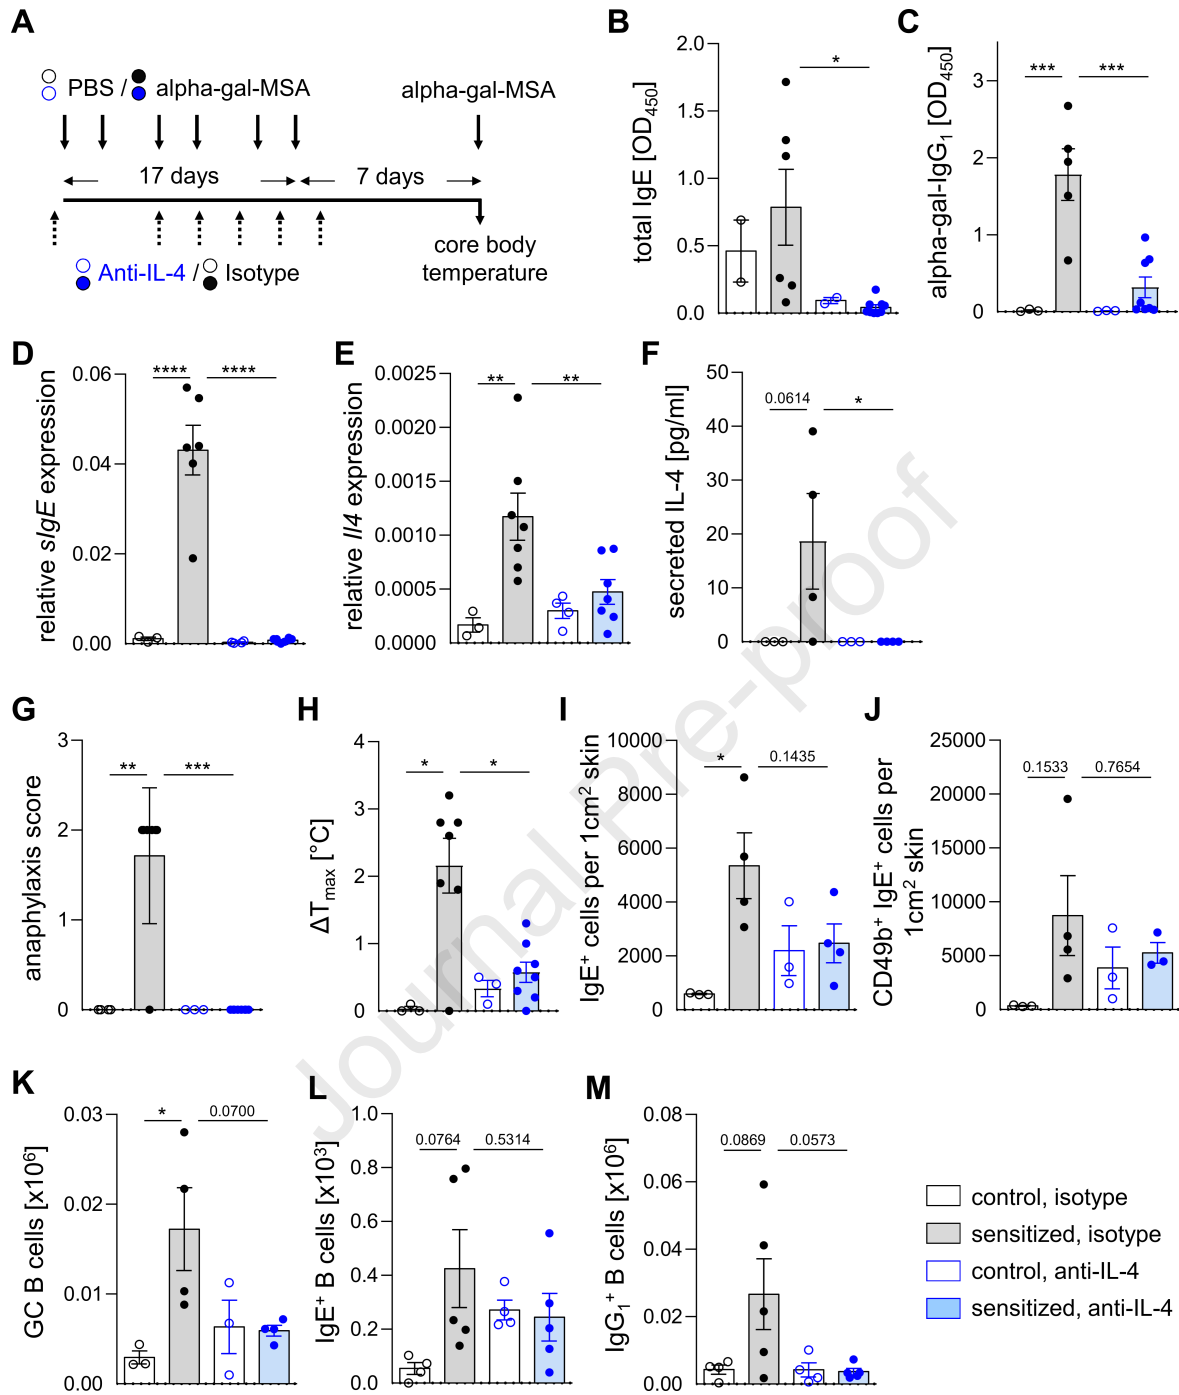 A
PBS / alpha-gal-MSA
alpha-gal-MSA
17 days
7 days
core body
temperature
Anti-IL-4 / Isotype
B
total IgE [OD450]
2.0
1.5
1.0
0.5
0.0
*
C
alpha-gal-IgG1 [OD450]
3
2
1
0
***
***
D
relative sIgE expression
0.06
0.04
0.02
0.00
****
****
E
relative Il4 expression
0.0025
0.0020
0.0015
0.0010
0.0005
0.0000
**
**
F
secreted IL-4 [pg/ml]
50
40
30
20
10
0
0.0614
*
G
anaphylaxis score
3
2
1
0
**
***
H
ΔTmax [°C]
4
3
2
1
0
*
*
I
IgE+ cells per 1cm2 skin
10000
8000
6000
4000
2000
0
*
0.1435
J
CD49b+ IgE+ cells per
1cm2 skin
25000
20000
15000
10000
5000
0
0.1533
0.7654
K
GC B cells [x10⁶]
0.03
0.02
0.01
0.00
*
0.0700
L
IgE+ B cells [x10³]
1.0
0.8
0.6
0.4
0.2
0.0
0.0764
0.5314
M
IgG1+ B cells [x10⁶]
0.08
0.06
0.04
0.02
0.00
0.0869
0.0573
control, isotype
sensitized, isotype
control, anti-IL-4
sensitized, anti-IL-4
Journal Pre-proof